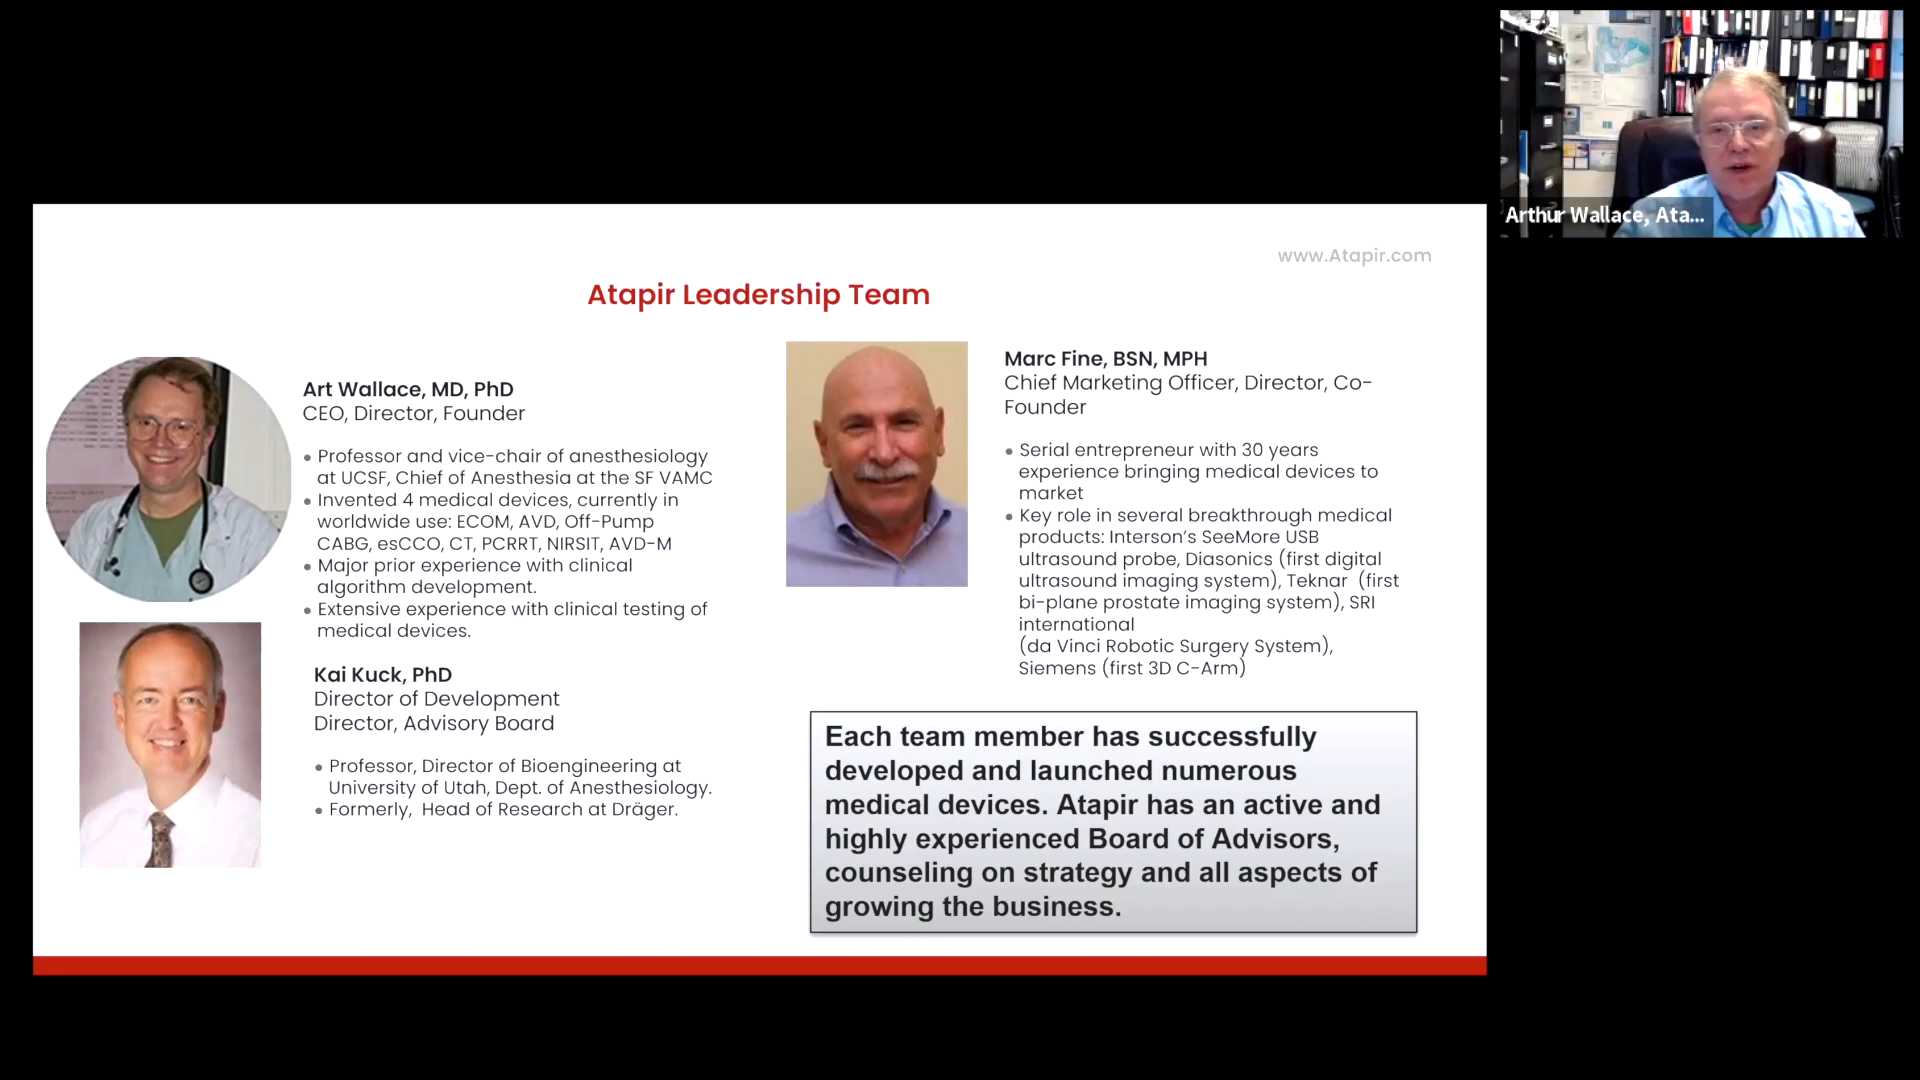 Arthur Wallace, Ata...
www.Atapir.com
Atapir Leadership Team
Art Wallace, MD, PhD
CEO, Director, Founder
• Professor and vice-chair of anesthesiology
at UCSF, Chief of Anesthesia at the SF VAMC
• Invented 4 medical devices, currently in
worldwide use: ECOM, AVD, Off-Pump
CABG, esCCO, CT, PCRRT, NIRSIT, AVD-M
• Major prior experience with clinical
algorithm development.
• Extensive experience with clinical testing of
medical devices.
Kai Kuck, PhD
Director of Development
Director, Advisory Board
• Professor, Director of Bioengineering at
University of Utah, Dept. of Anesthesiology.
• Formerly, Head of Research at Dräger.
Marc Fine, BSN, MPH
Chief Marketing Officer, Director, Co-
Founder
• Serial entrepreneur with 30 years
experience bringing medical devices to
market
• Key role in several breakthrough medical
products: Interson's SeeMore USB
ultrasound probe, Diasonics (first digital
ultrasound imaging system), Teknar (first
bi-plane prostate imaging system), SRI
international
(da Vinci Robotic Surgery System),
Siemens (first 3D C-Arm)
Each team member has successfully
developed and launched numerous
medical devices. Atapir has an active and
highly experienced Board of Advisors,
counseling on strategy and all aspects of
growing the business.